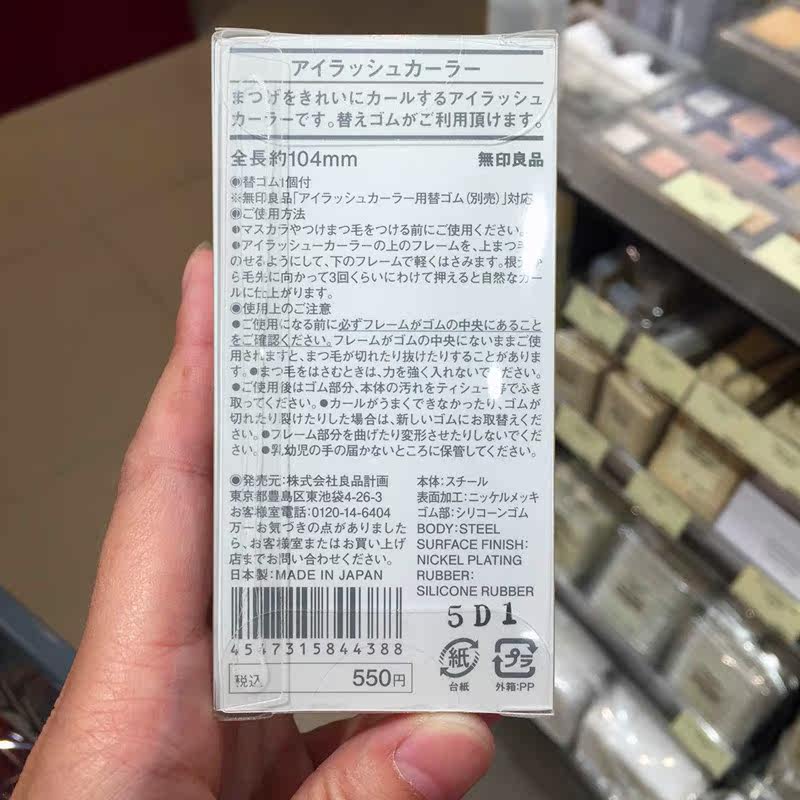 アイラッシュカーラー
まつげをきれいにカールするアイラッシュ
カーラーです。替えゴムがご利用頂けます。
全長約104mm 無印良品
●替ゴム1個付
※無印良品「アイラッシュカーラー用替ゴム(別売)」対応
◉ご使用方法
●マスカラやつけまつ毛をつける前にご使用ください。
●アイラッシュカーラーの上のフレームを、上まつ毛に
のせるようにして、下のフレームで軽くはさみます。根元か
ら毛先に向かって3回くらいにわけて押えると自然なカー
ルに仕上がります。
◉使用上のご注意
●ご使用になる前に必ずフレームがゴムの中央にあること
をご確認ください。フレームがゴムの中央にないままご使
用されますと、まつ毛が切れたり抜けたりすることがありま
す。●まつ毛をはさむときは、力を強く入れないでください。
●ご使用後はゴム部分、本体の汚れをティシュー等でふき
取ってください。●カールがうまくできなかったり、ゴムが
切れたり裂けたりした場合は、新しいゴムにお取替えくだ
さい。●フレーム部分を曲げたり変形させたりしないでくだ
さい。●乳幼児の手の届かないところに保管してください。
◉発売元:株式会社良品計画
東京都豊島区東池袋4-26-3
お客様室電話:0120-14-6404
万一お気づきの点がありました
ら、お客様室またはお買い上げ
店までお問い合わせください。
日本製:MADE IN JAPAN
本体:スチール
表面加工:ニッケルメッキ
ゴム部:シリコーンゴム
BODY:STEEL
SURFACE FINISH:
NICKEL PLATING
RUBBER:
SILICONE RUBBER
5D1
4547315844388
税込 550円
紙
台紙
プラ
外箱:PP